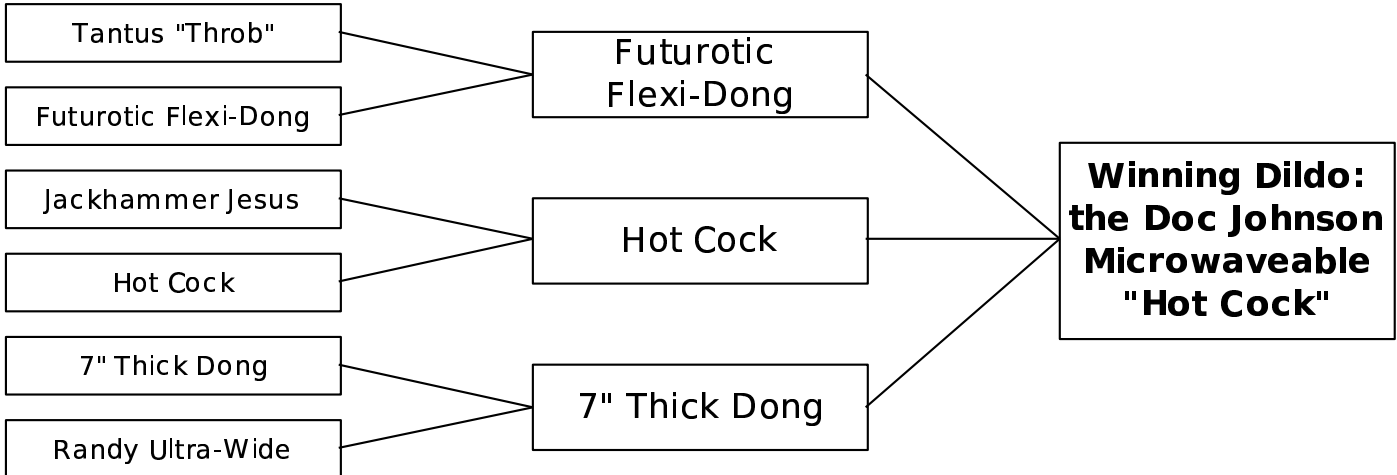 Tantus "Throb"
Futurotic Flexi-Dong
Jackhammer Jesus
Hot Cock
7" Thick Dong
Randy Ultra-Wide
Futurotic
Flexi-Dong
Hot Cock
7" Thick Dong
Winning Dildo:
the Doc Johnson
Microwaveable
"Hot Cock"